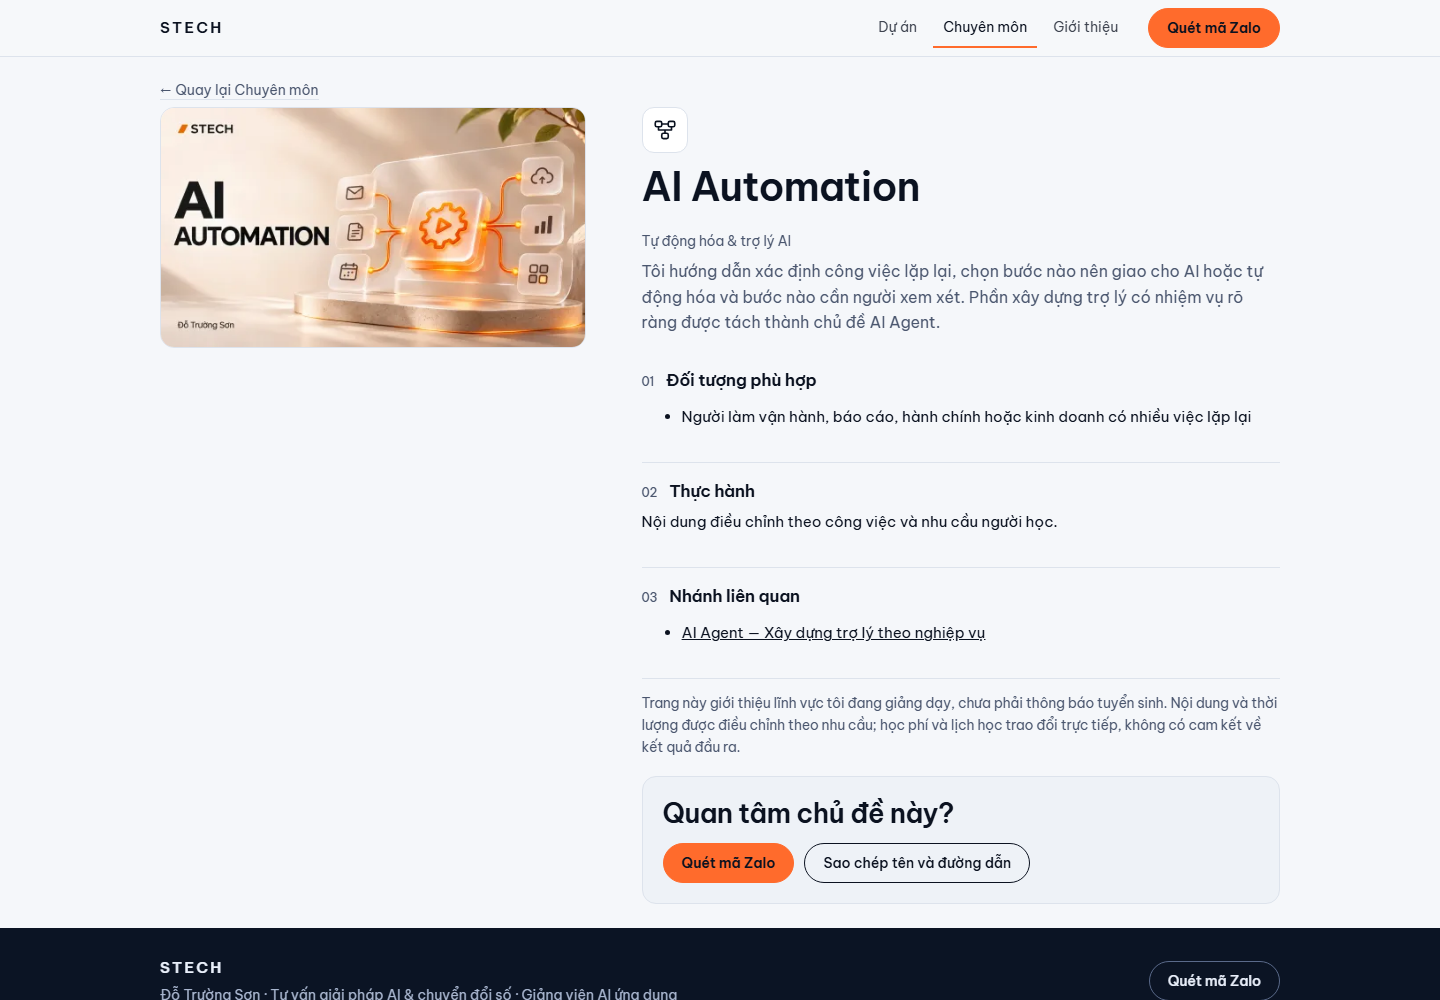 STECH
Dự án
Chuyên môn
Giới thiệu
Quét mã Zalo
← Quay lại Chuyên môn
STECH
AI
AUTOMATION
Đỗ Trường Sơn
AI Automation
Tự động hóa & trợ lý AI
Tôi hướng dẫn xác định công việc lặp lại, chọn bước nào nên giao cho AI hoặc tự
động hóa và bước nào cần người xem xét. Phần xây dựng trợ lý có nhiệm vụ rõ
ràng được tách thành chủ đề AI Agent.
01 Đối tượng phù hợp
• Người làm vận hành, báo cáo, hành chính hoặc kinh doanh có nhiều việc lặp lại
02 Thực hành
Nội dung điều chỉnh theo công việc và nhu cầu người học.
03 Nhánh liên quan
• AI Agent — Xây dựng trợ lý theo nghiệp vụ
Trang này giới thiệu lĩnh vực tôi đang giảng dạy, chưa phải thông báo tuyển sinh. Nội dung và thời
lượng được điều chỉnh theo nhu cầu; học phí và lịch học trao đổi trực tiếp, không có cam kết về
kết quả đầu ra.
Quan tâm chủ đề này?
Quét mã Zalo
Sao chép tên và đường dẫn
STECH
Đỗ Trường Sơn · Tư vấn giải pháp AI & chuyển đổi số · Giảng viên AI ứng dụng
Quét mã Zalo